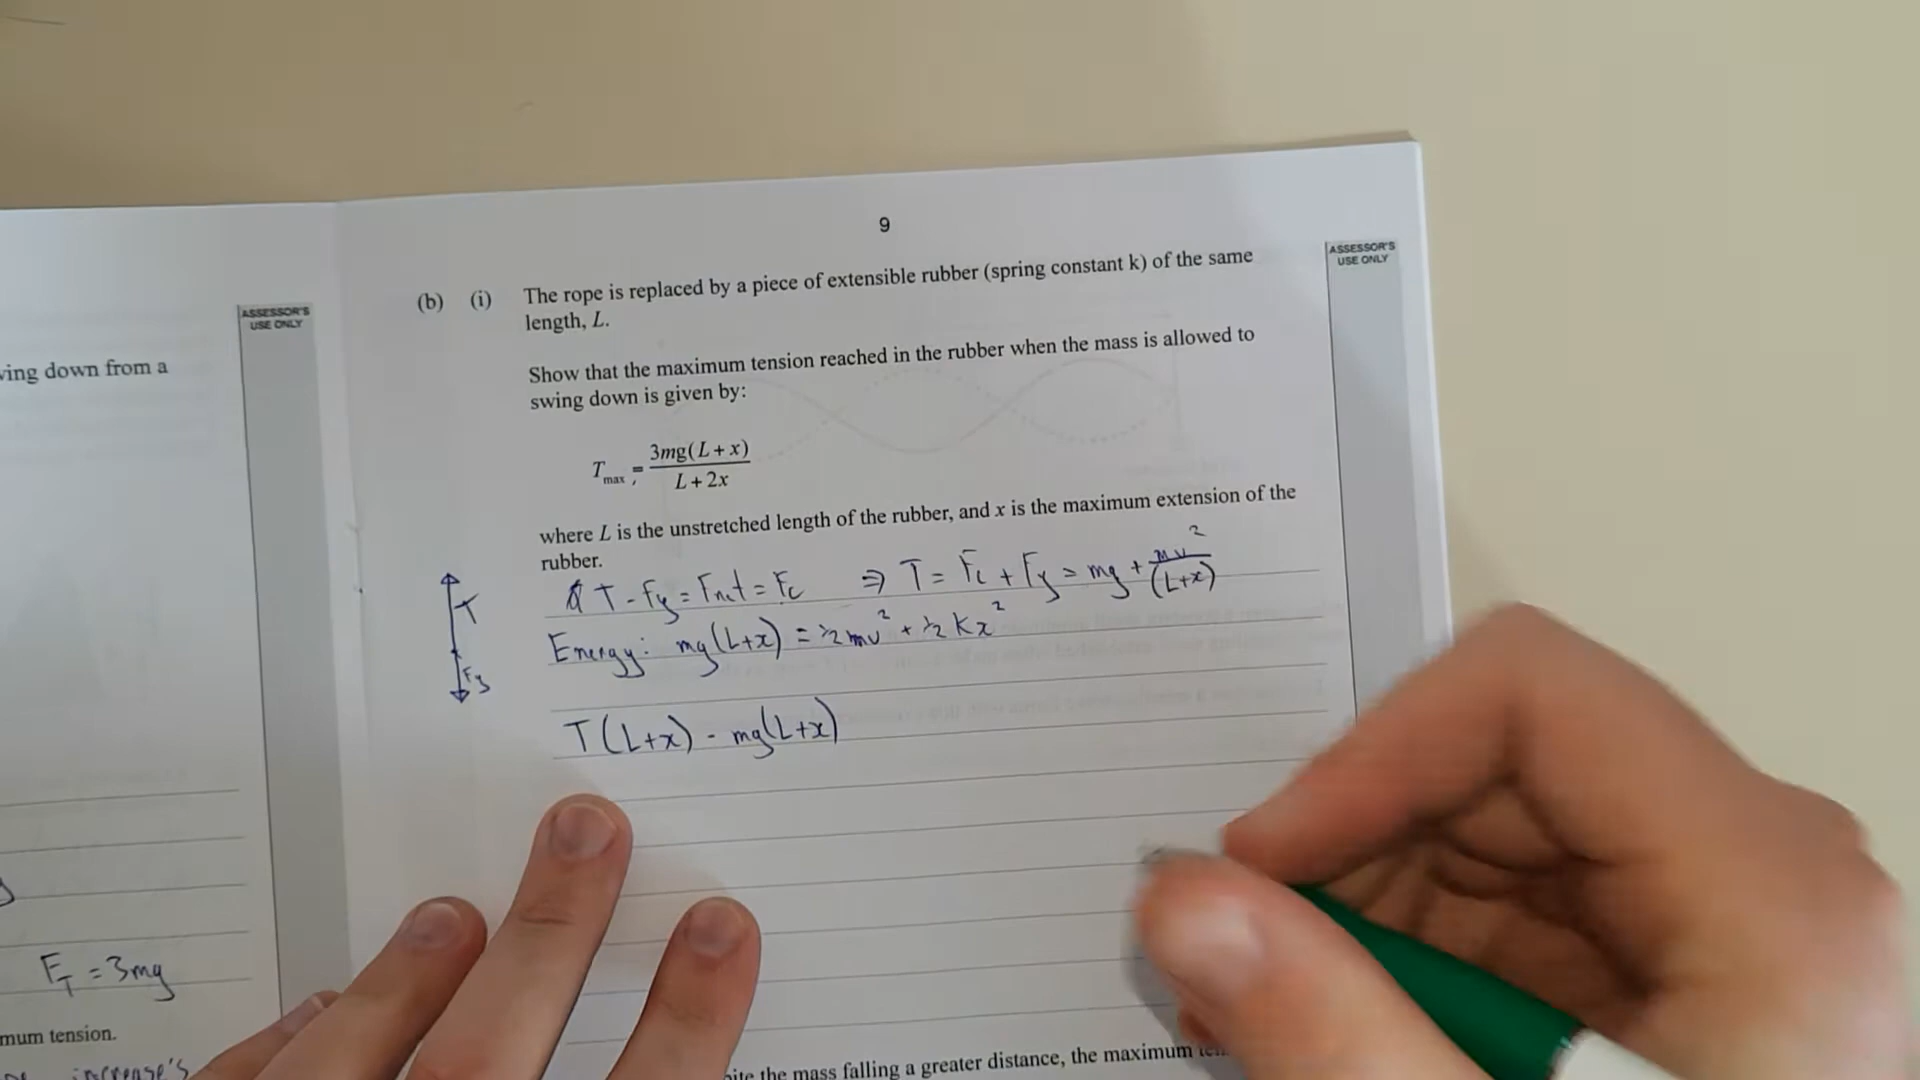 9
ASSESSOR'S
USE ONLY
ASSESSOR'S
USE ONLY
(b) (i) The rope is replaced by a piece of extensible rubber (spring constant k) of the same
length, L.
ving down from a
Show that the maximum tension reached in the rubber when the mass is allowed to
swing down is given by:
T_max, = 3mg(L + x) / L + 2x
where L is the unstretched length of the rubber, and x is the maximum extension of the
rubber.
T - Fg = Fnet = Fc ⇒ T = Fc + Fg = mg + mv² / (L+x)
T
Fg
Energy: mg(L+x) = ½mv² + ½kx²
T(L+x) - mg(L+x)
F_T = 3mg
mum tension.
increase's
the mass falling a greater distance, the maximum